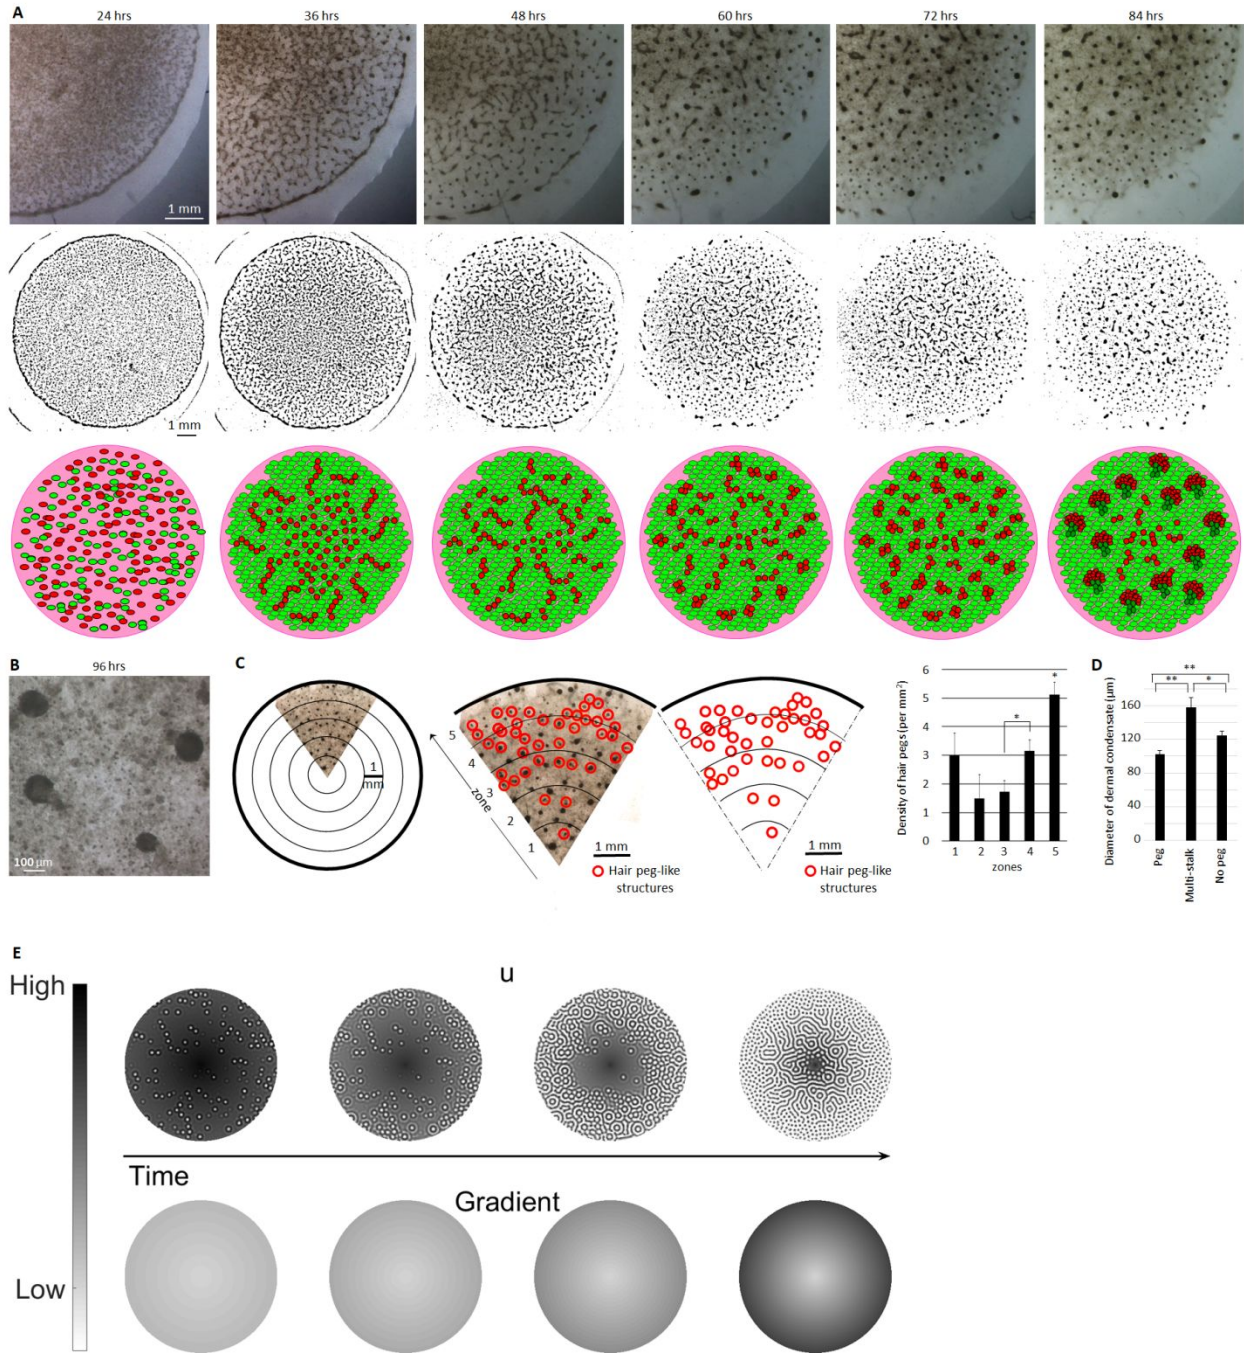 A
24 hrs 36 hrs 48 hrs 60 hrs 72 hrs 84 hrs
1 mm
1 mm
B
96 hrs
100 µm
C
1
mm
5
4
3
2
1
zone
1 mm
Hair peg-like
structures
1 mm
Hair peg-like
structures
Density of hair pegs (per mm²)
6
5
4
3
2
1
0
*
*
1 2 3 4 5
zones
D
**
** *
Diameter of dermal condensate (µm)
160
120
80
40
0
Peg
Multi-stalk
No peg
E
High
Low
u
Time
Gradient